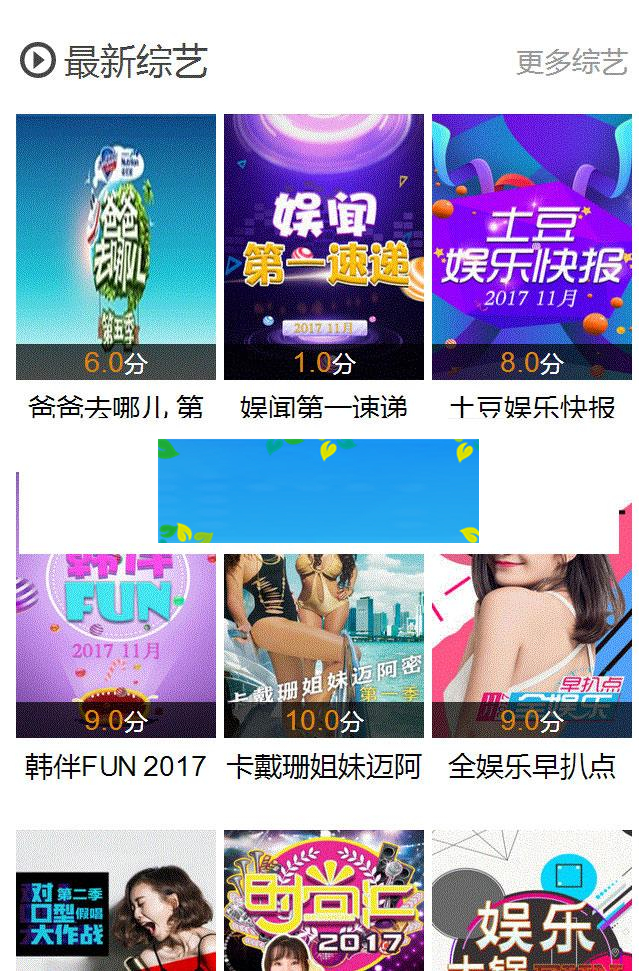 最新综艺
更多综艺
爸爸
去哪儿
第五季
娱闻
第一速递
2017 11月
土豆
娱乐快报
2017 11月
6.0分
1.0分
8.0分
爸爸去哪儿 第
娱闻第一速递
土豆娱乐快报
韩伴
FUN
2017 11月
卡戴珊姐妹迈阿密
第一季
早扒点
全娱乐
9.0分
10.0分
9.0分
韩伴FUN 2017
卡戴珊姐妹迈阿
全娱乐早扒点
对 第二季
口型 假唱
大作战
时尚汇
2017
娱乐